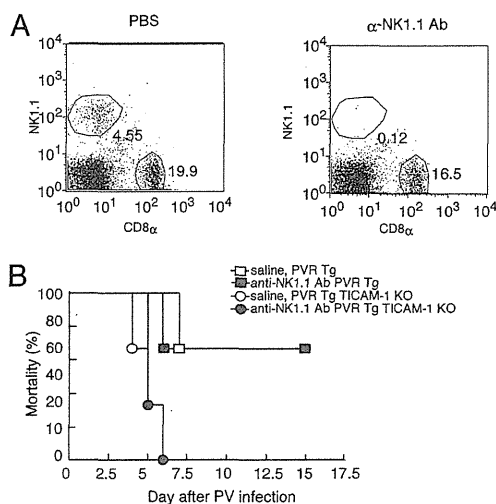 A
PBS
α-NK1.1 Ab
10⁴
10³
10²
10¹
10⁰
NK1.1
4.55
19.9
10⁰ 10¹ 10² 10³ 10⁴
CD8α
10⁴
10³
10²
10¹
10⁰
NK1.1
0.12
16.5
10⁰ 10¹ 10² 10³ 10⁴
CD8α
B
saline, PVR Tg
anti-NK1.1 Ab PVR Tg
saline, PVR Tg TICAM-1 KO
anti-NK1.1 Ab PVR Tg TICAM-1 KO
Mortality (%)
100
80
60
40
20
0
0 2.5 5 7.5 10 12.5 15 17.5
Day after PV infection